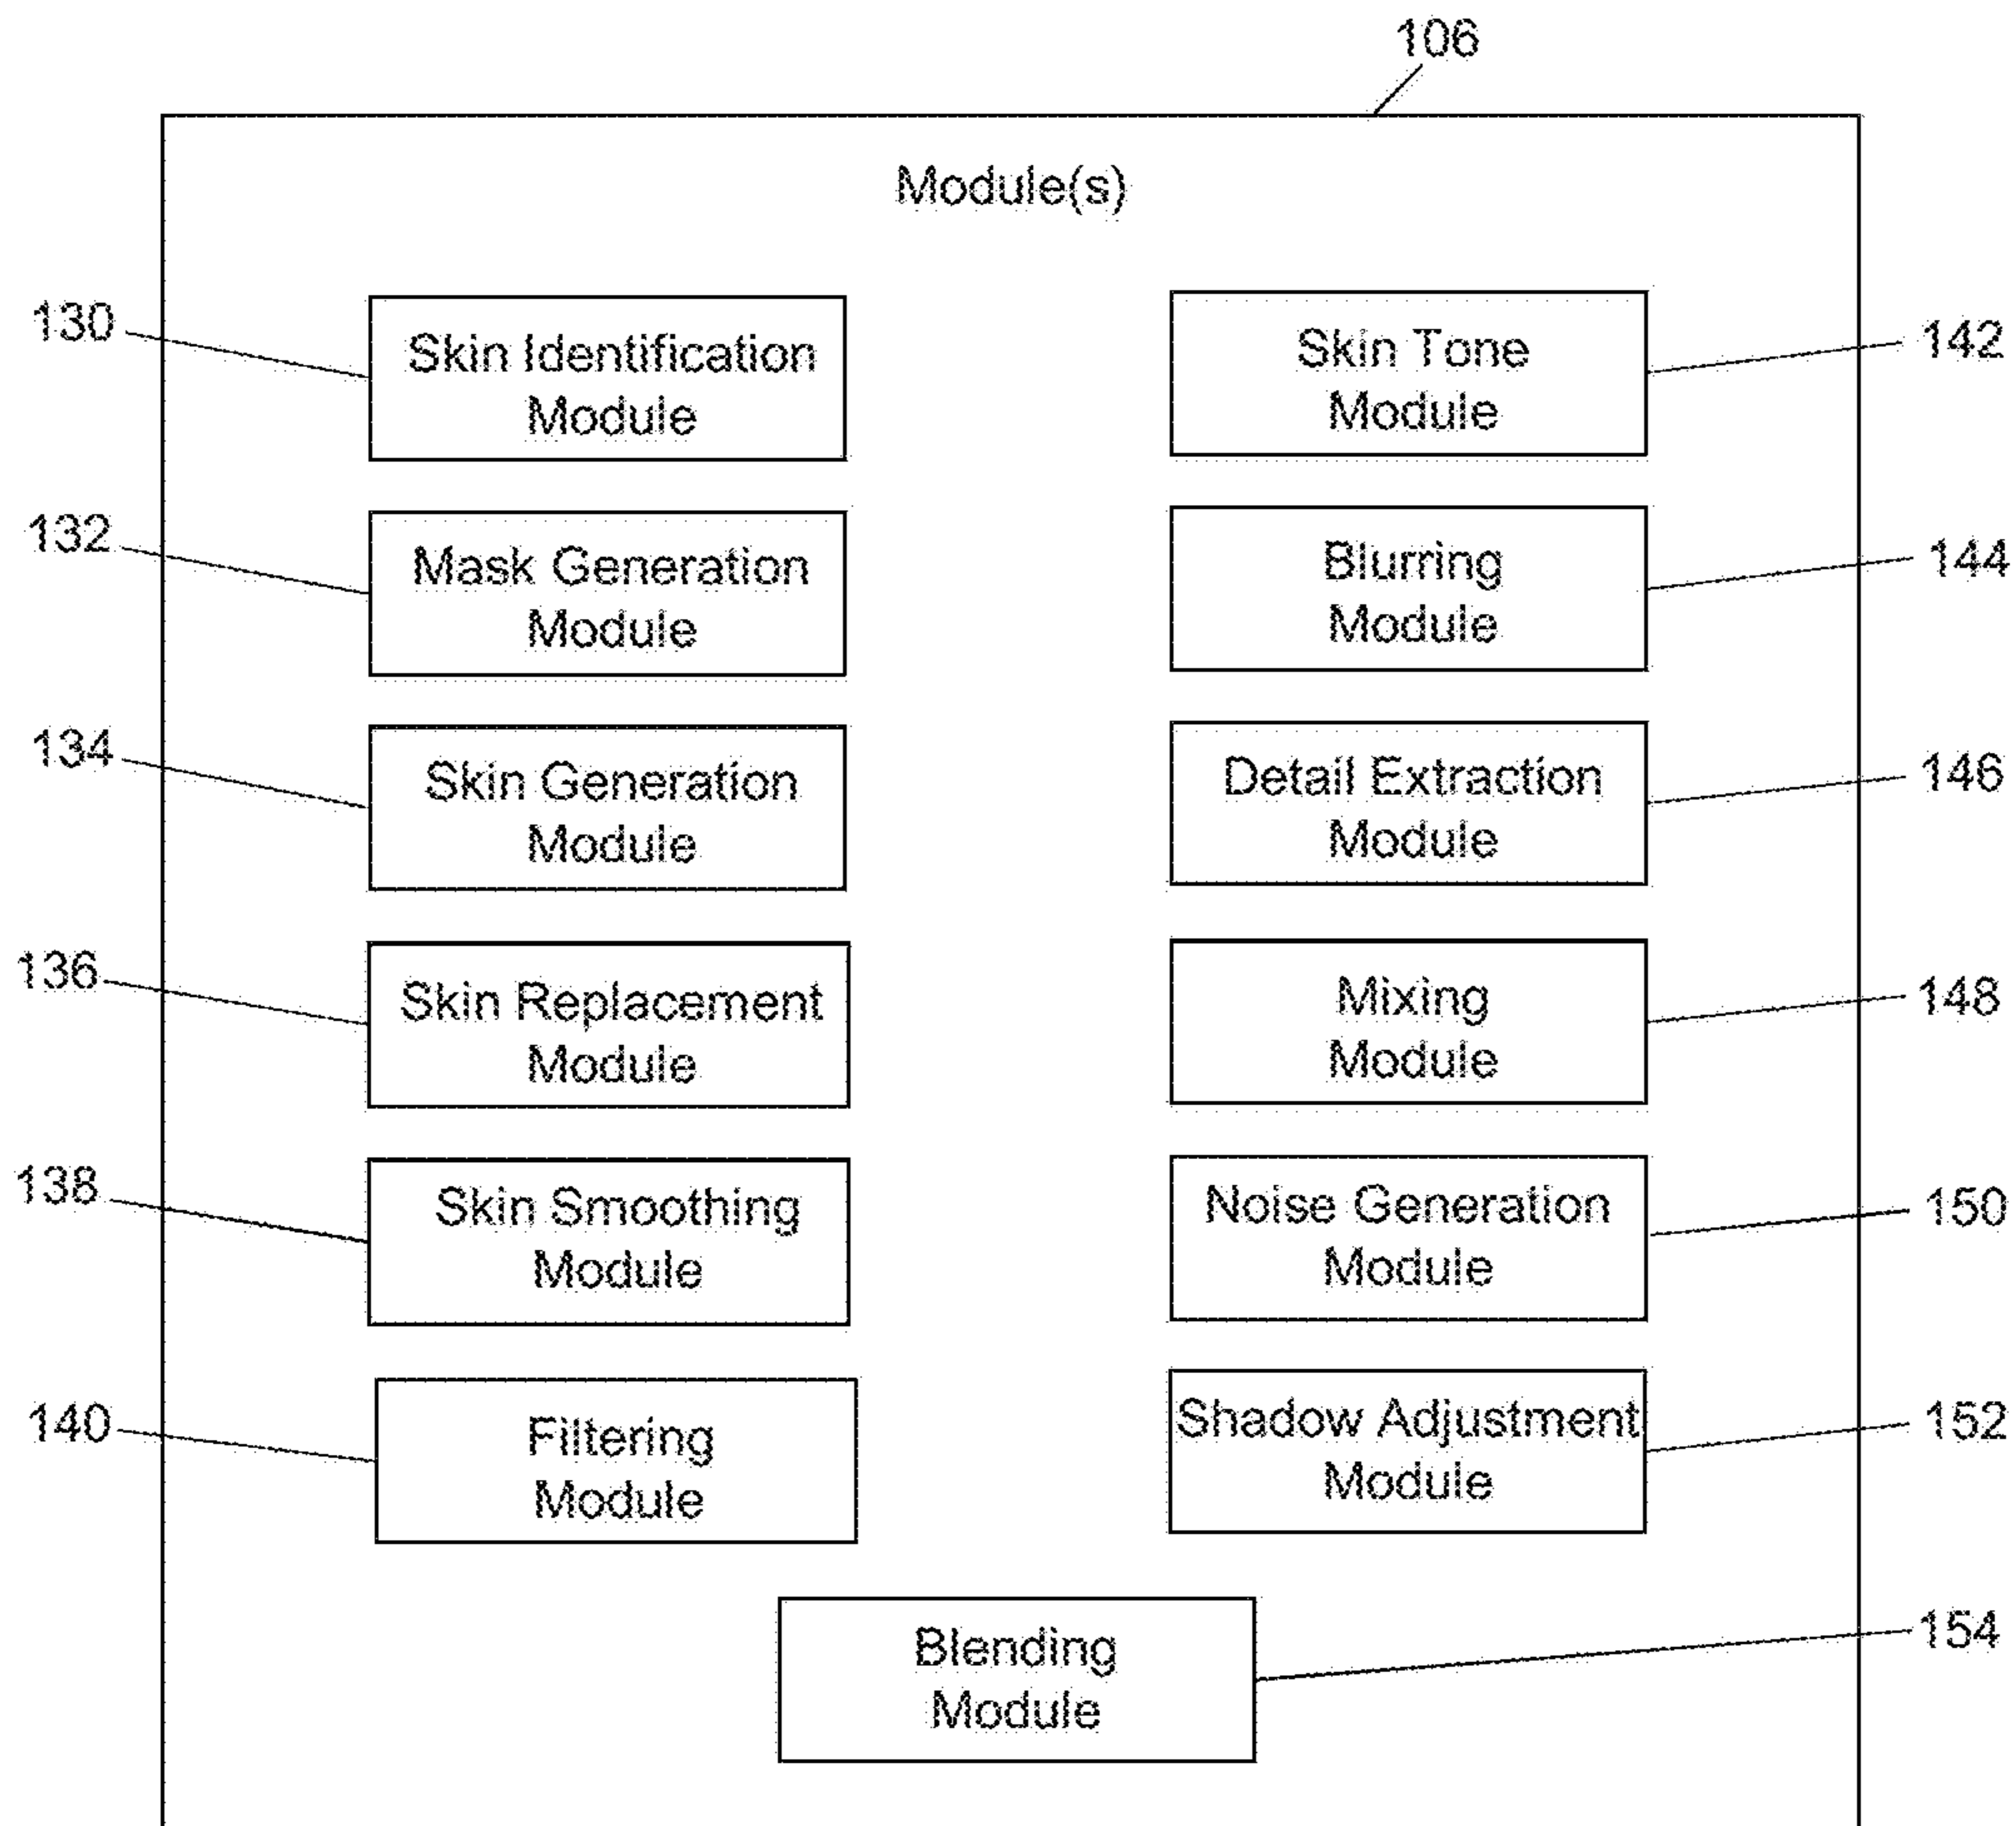 106
Module(s)
130
Skin Identification
Module
Skin Tone
Module
142
132
Mask Generation
Module
Blurring
Module
144
134
Skin Generation
Module
Detail Extraction
Module
146
136
Skin Replacement
Module
Mixing
Module
148
138
Skin Smoothing
Module
Noise Generation
Module
150
140
Filtering
Module
Shadow Adjustment
Module
152
Blending
Module
154